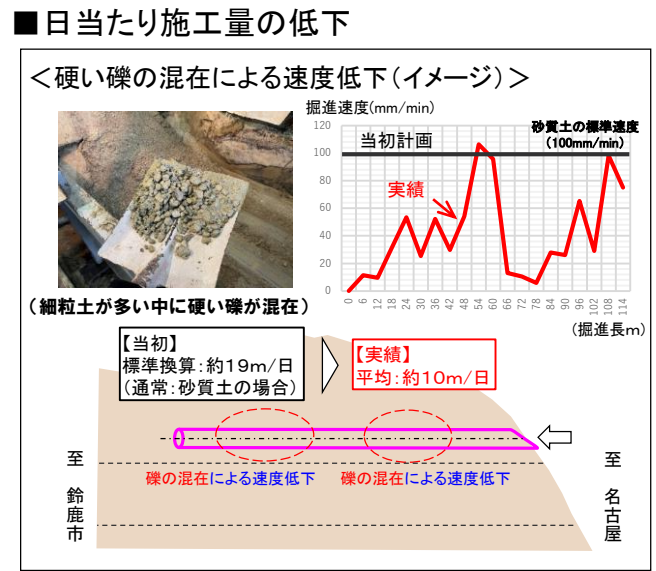 ■日当たり施工量の低下
＜硬い礫の混在による速度低下（イメージ）＞
掘進速度(mm/min)
120
100
80
60
40
20
0
当初計画
砂質土の標準速度
（100mm/min）
実績
0 6 12 18 24 30 36 42 48 54 60 66 72 78 84 90 96 102 108 114
（掘進長ｍ）
（細粒土が多い中に硬い礫が混在）
【当初】
標準換算：約19ｍ/日
（通常：砂質土の場合）
【実績】
平均：約10ｍ/日
礫の混在による速度低下
礫の混在による速度低下
至 鈴鹿市
至 名古屋